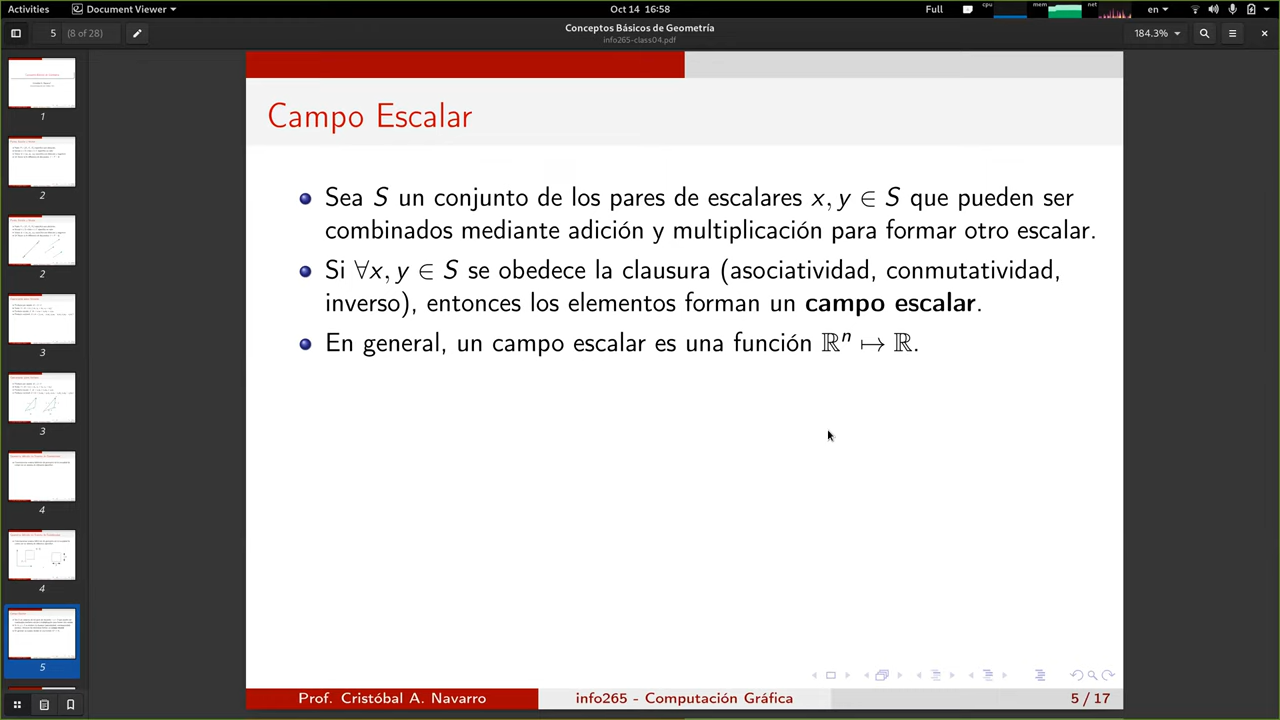 Activities
Document Viewer
Oct 14 16:58
Full
cpu
mem
net
en
5
(8 of 28)
Conceptos Básicos de Geometría
info265-class04.pdf
184.3%
1
2
2
3
3
4
4
5
Campo Escalar
Sea S un conjunto de los pares de escalares x, y ∈ S que pueden ser
combinados mediante adición y multiplicación para formar otro escalar.
Si ∀x, y ∈ S se obedece la clausura (asociatividad, conmutatividad,
inverso), entonces los elementos forman un campo escalar.
En general, un campo escalar es una función ℝⁿ ↦ ℝ.
Prof. Cristóbal A. Navarro
info265 - Computación Gráfica
5 / 17